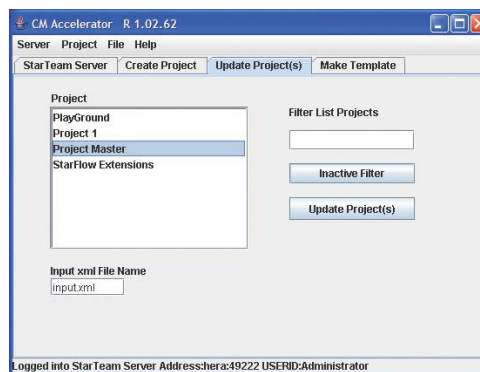 CM Accelerator R 1.02.62
Server Project File Help
StarTeam Server Create Project Update Project(s) Make Template
Project
Filter List Projects
PlayGround
Project 1
Project Master
StarFlow Extensions
Inactive Filter
Update Project(s)
Input xml File Name
input.xml
Logged into StarTeam Server Address:hera:49222 USERID:Administrator